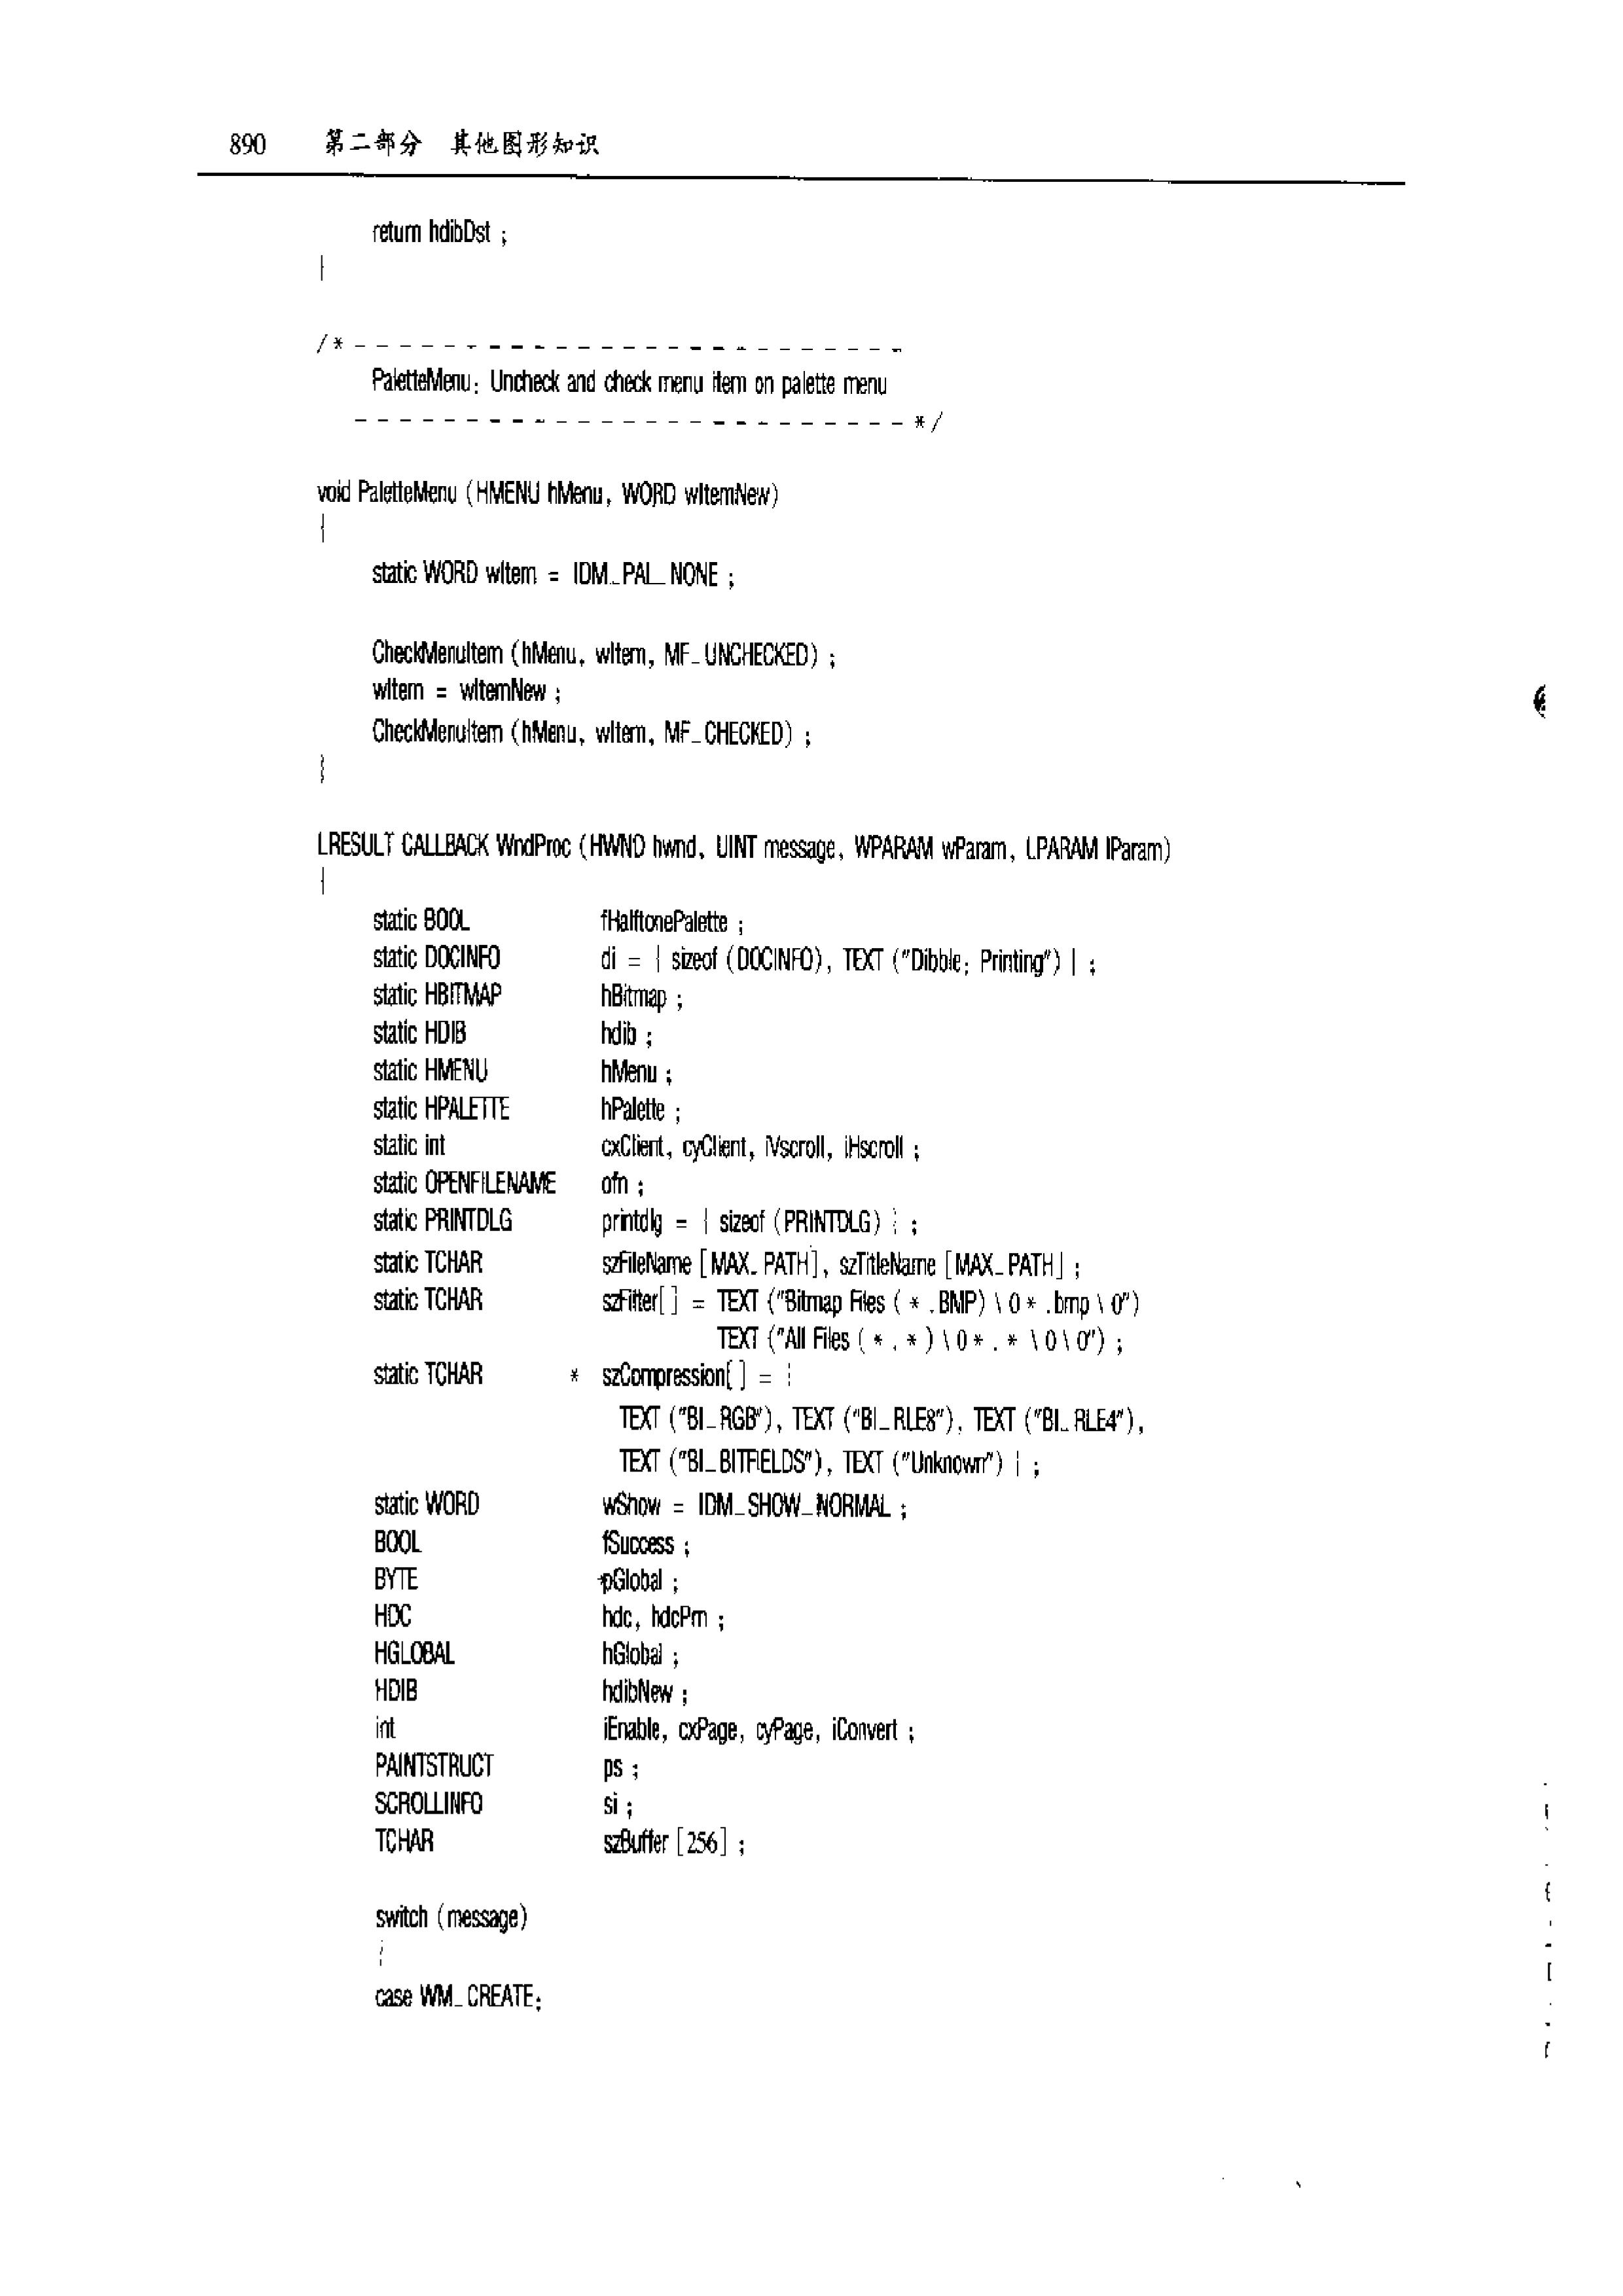 890 第二部分 其他图形知识
return hdibDst ;
}
/* - - - - - - - - - - - - - - - - - - - - - - - - -
PaletteMenu: Uncheck and check menu item on palette menu
- - - - - - - - - - - - - - - - - - - - - - - - - */
void PaletteMenu (HMENU hMenu, WORD wItemNew)
{
static WORD wItem = IDM_PAL_NONE ;
CheckMenuItem (hMenu, wItem, MF_UNCHECKED) ;
wItem = wItemNew ;
CheckMenuItem (hMenu, wItem, MF_CHECKED) ;
}
LRESULT CALLBACK WndProc (HWND hwnd, UINT message, WPARAM wParam, LPARAM lParam)
{
static BOOL fHalftonePalette ;
static DOCINFO di = { sizeof (DOCINFO), TEXT ("Dibble: Printing") } ;
static HBITMAP hBitmap ;
static HDIB hdib ;
static HMENU hMenu ;
static HPALETTE hPalette ;
static int cxClient, cyClient, iVscroll, iHscroll ;
static OPENFILENAME ofn ;
static PRINTDLG printdlg = { sizeof (PRINTDLG) } ;
static TCHAR szFileName [MAX_PATH], szTitleName [MAX_PATH] ;
static TCHAR szFilter[] = TEXT ("Bitmap Files (*.BMP)\0*.bmp\0")
TEXT ("All Files (*.*)\0*.*\0\0") ;
static TCHAR * szCompression[] = {
TEXT ("BI_RGB"), TEXT ("BI_RLE8"), TEXT ("BI_RLE4"),
TEXT ("BI_BITFIELDS"), TEXT ("Unknown") } ;
static WORD wShow = IDM_SHOW_NORMAL ;
BOOL fSuccess ;
BYTE *pGlobal ;
HDC hdc, hdcPrn ;
HGLOBAL hGlobal ;
HDIB hdibNew ;
int iEnable, cxPage, cyPage, iConvert ;
PAINTSTRUCT ps ;
SCROLLINFO si ;
TCHAR szBuffer [256] ;
switch (message)
{
case WM_CREATE: